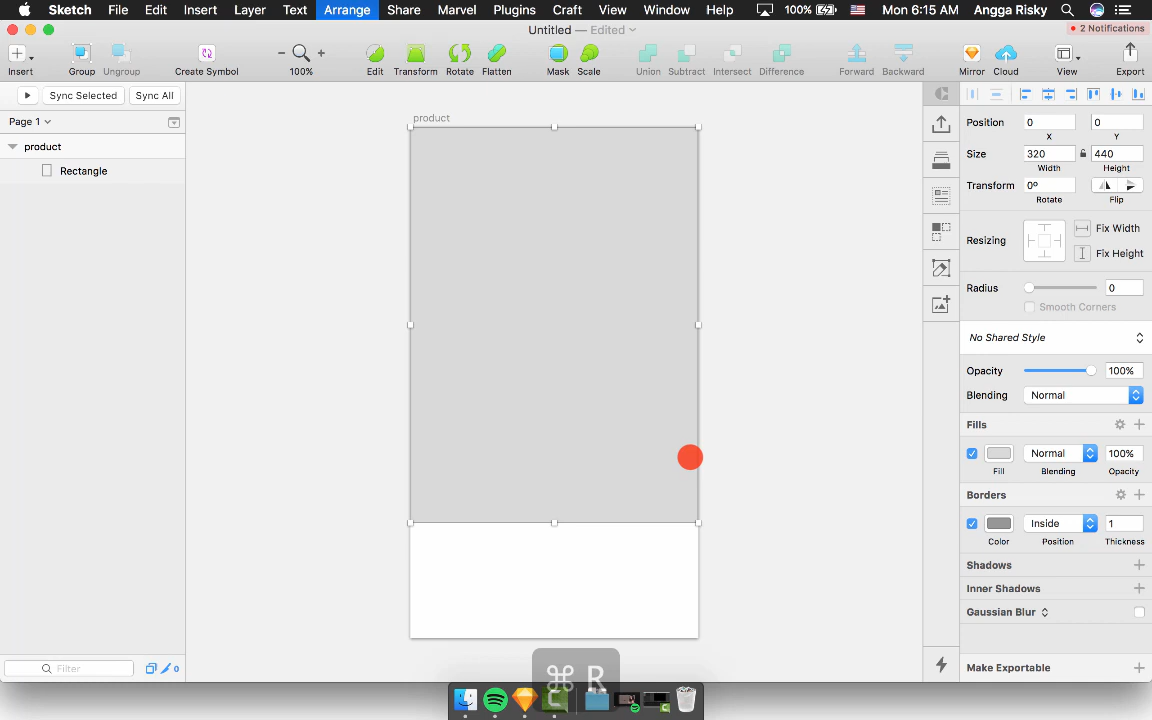 Sketch File Edit Insert Layer Text Arrange Share Marvel Plugins Craft View Window Help 100% Mon 6:15 AM Angga Risky
Untitled — Edited
2 Notifications
Insert Group Ungroup Create Symbol 100% Edit Transform Rotate Flatten Mask Scale Union Subtract Intersect Difference Forward Backward Mirror Cloud View Export
Sync Selected Sync All
Page 1
product
Rectangle
Filter
0
product
Position 0 0
X Y
Size 320 440
Width Height
Transform 0º
Rotate Flip
Resizing Fix Width
Fix Height
Radius 0
Smooth Corners
No Shared Style
Opacity 100%
Blending Normal
Fills
Normal 100%
Fill Blending Opacity
Borders
Inside 1
Color Position Thickness
Shadows
Inner Shadows
Gaussian Blur
Make Exportable
⌘ R